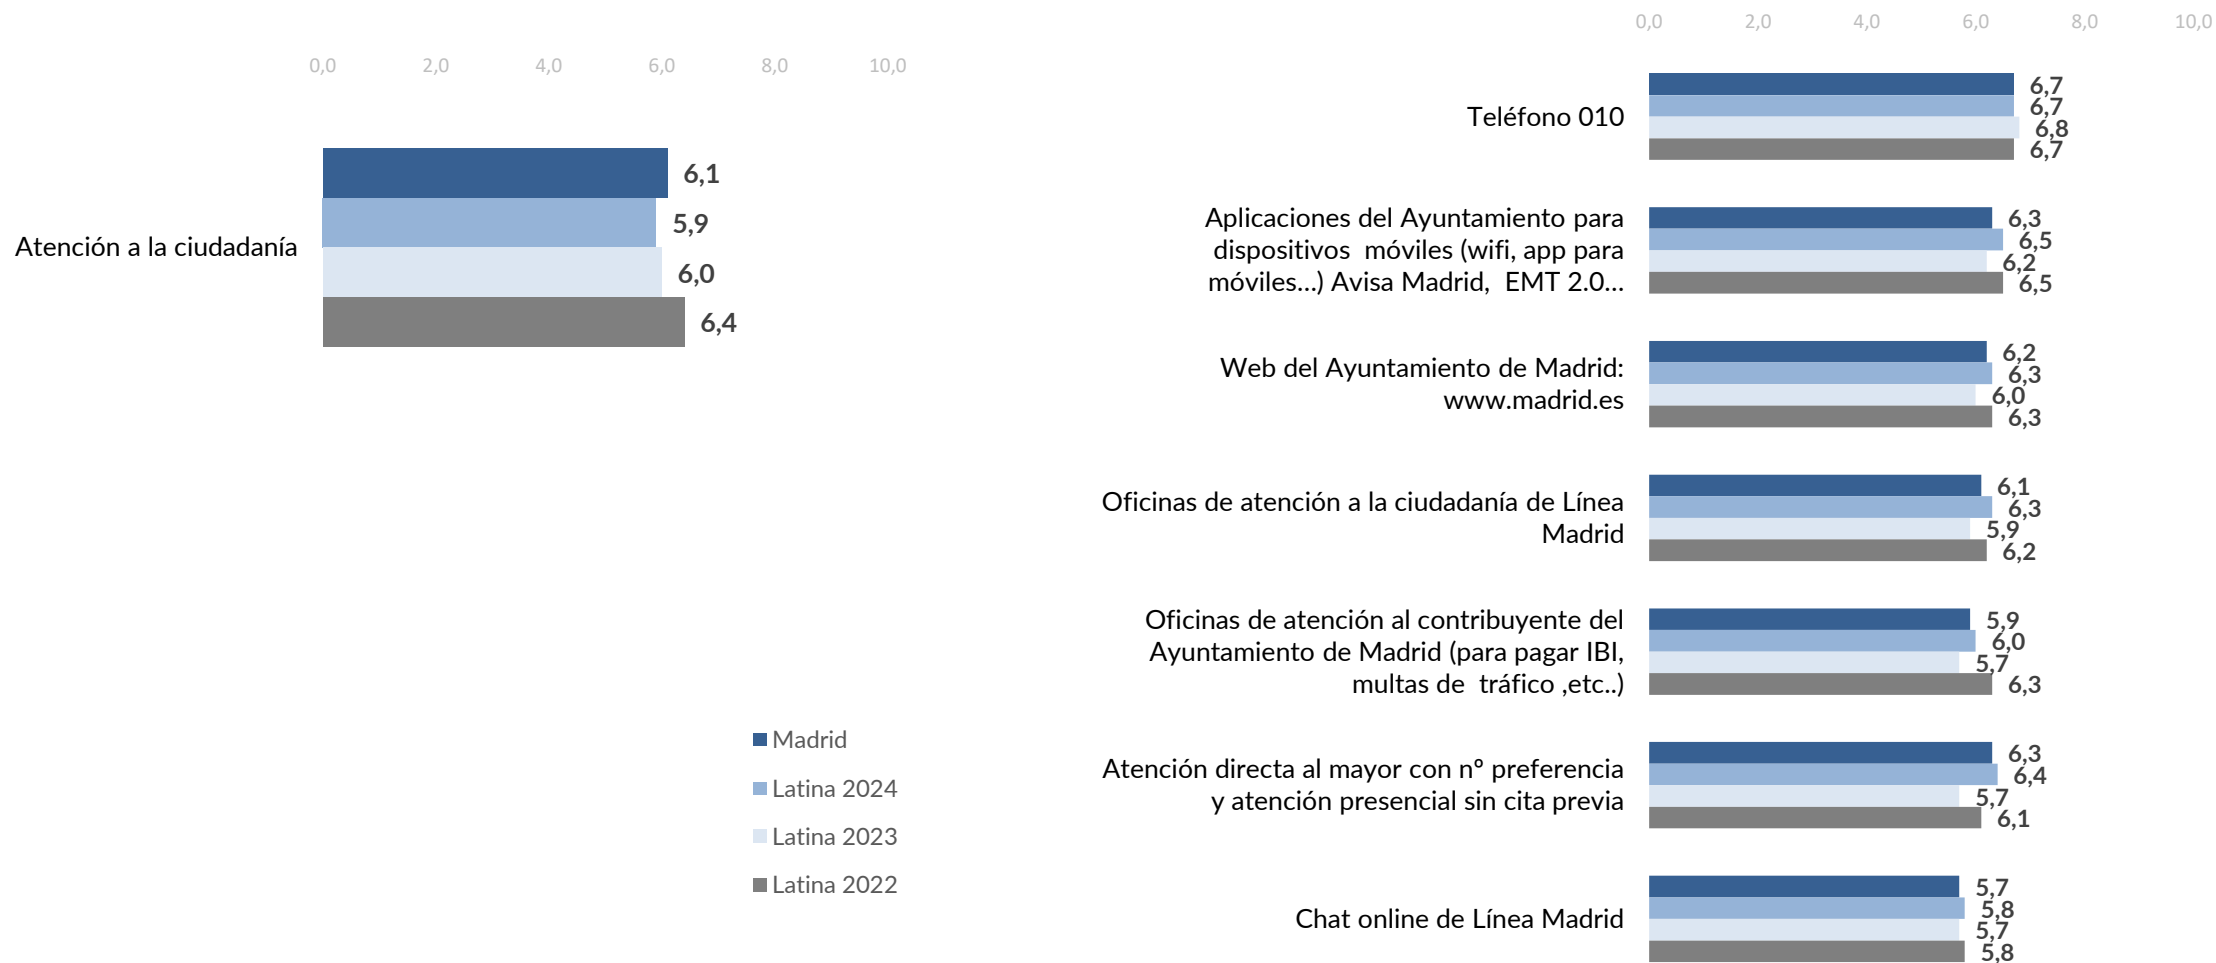 0,0 2,0 4,0 6,0 8,0 10,0
Atención a la ciudadanía
6,1
5,9
6,0
6,4
Madrid
Latina 2024
Latina 2023
Latina 2022
0,0 2,0 4,0 6,0 8,0 10,0
Teléfono 010
6,7
6,7
6,8
6,7
Aplicaciones del Ayuntamiento para
dispositivos  móviles (wifi, app para
móviles...) Avisa Madrid,  EMT 2.0...
6,3
6,5
6,2
6,5
Web del Ayuntamiento de Madrid:
www.madrid.es
6,2
6,3
6,0
6,3
Oficinas de atención a la ciudadanía de Línea
Madrid
6,1
6,3
5,9
6,2
Oficinas de atención al contribuyente del
Ayuntamiento de Madrid (para pagar IBI,
multas de  tráfico ,etc..)
5,9
6,0
5,7
6,3
Atención directa al mayor con nº preferencia
y atención presencial sin cita previa
6,3
6,4
5,7
6,1
Chat online de Línea Madrid
5,7
5,8
5,7
5,8